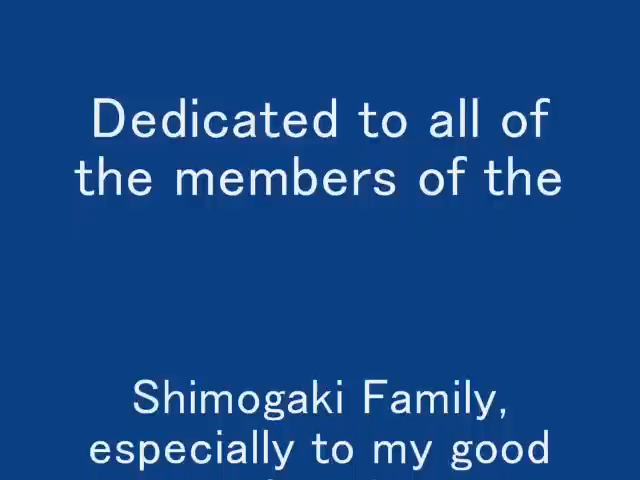 Dedicated to all of
the members of the
Shimogaki Family,
especially to my good